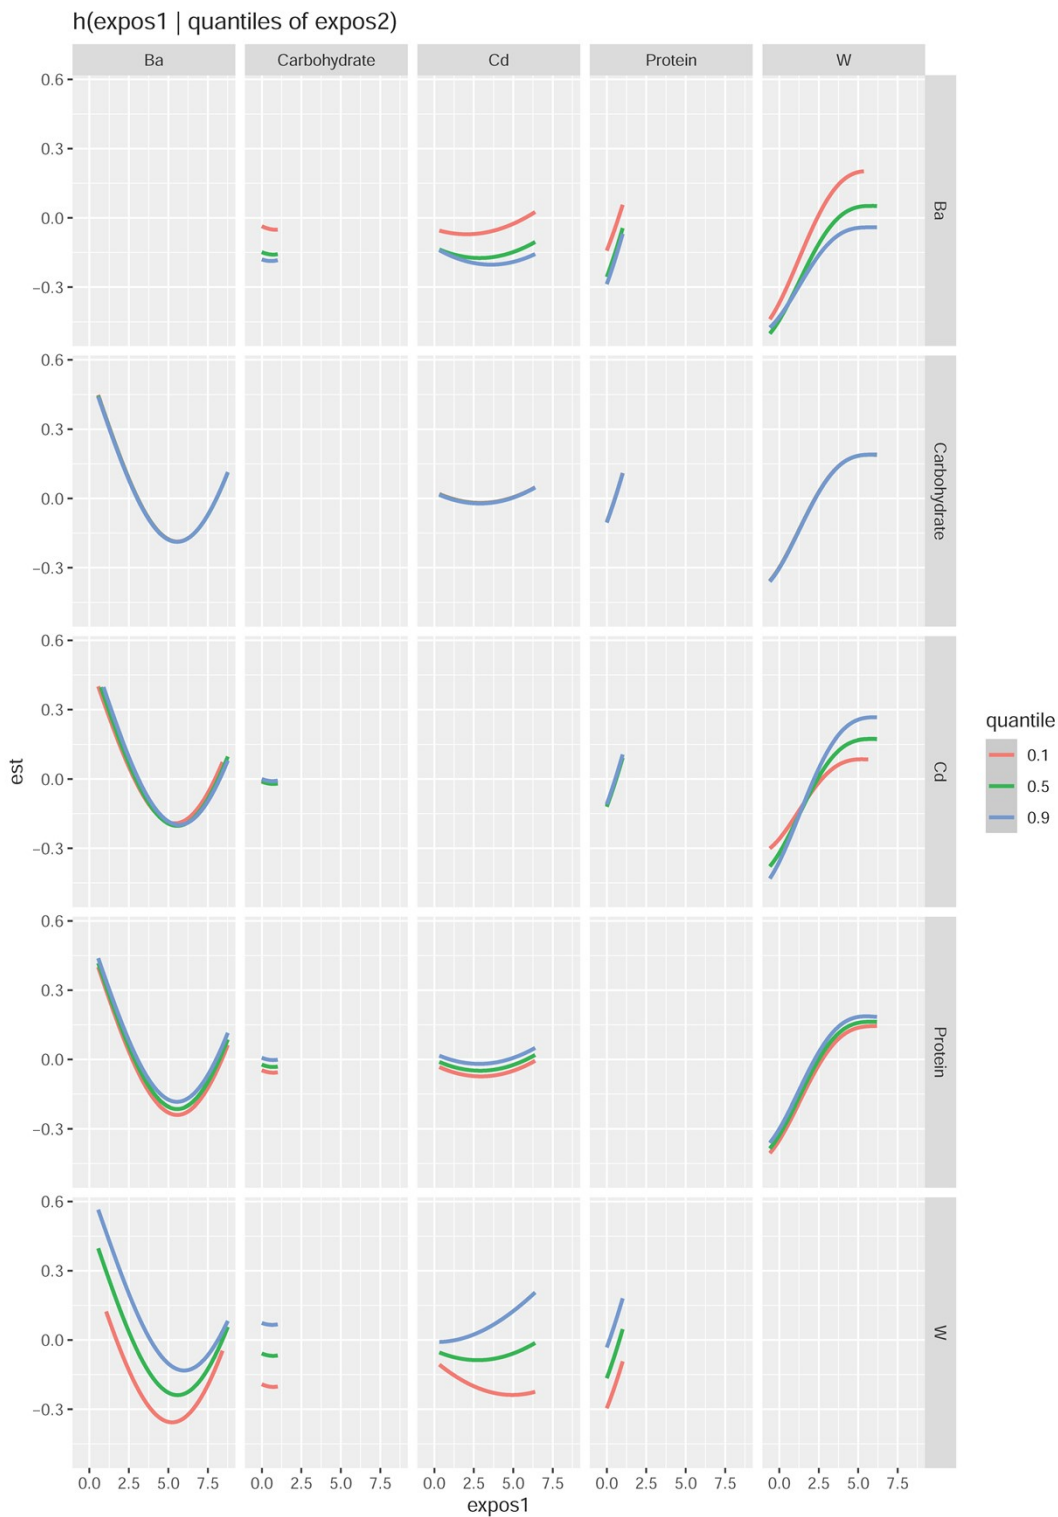 h(expos1 | quantiles of expos2)
Ba Carbohydrate Cd Protein W
0.6
0.3
0.0
−0.3
Ba
0.6
0.3
0.0
−0.3
Carbohydrate
0.6
0.3
0.0
−0.3
Cd
0.6
0.3
0.0
−0.3
Protein
0.6
0.3
0.0
−0.3
W
est
0.0 2.5 5.0 7.5 0.0 2.5 5.0 7.5 0.0 2.5 5.0 7.5 0.0 2.5 5.0 7.5 0.0 2.5 5.0 7.5
expos1
quantile
0.1
0.5
0.9